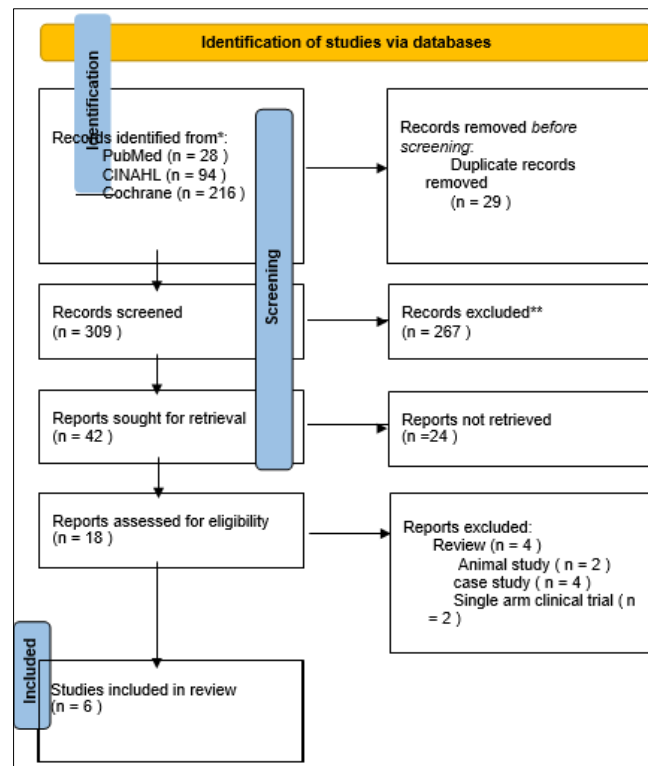 Identification of studies via databases
Identification
Records identified from*:
PubMed (n = 28 )
CINAHL (n = 94 )
Cochrane (n = 216 )
Records removed before
screening:
Duplicate records
removed
(n = 29 )
Screening
Records screened
(n = 309 )
Records excluded**
(n = 267 )
Reports sought for retrieval
(n = 42 )
Reports not retrieved
(n =24 )
Reports assessed for eligibility
(n = 18 )
Reports excluded:
Review (n = 4 )
Animal study ( n = 2 )
case study (n = 4 )
Single arm clinical trial ( n
= 2 )
Included
Studies included in review
(n = 6 )